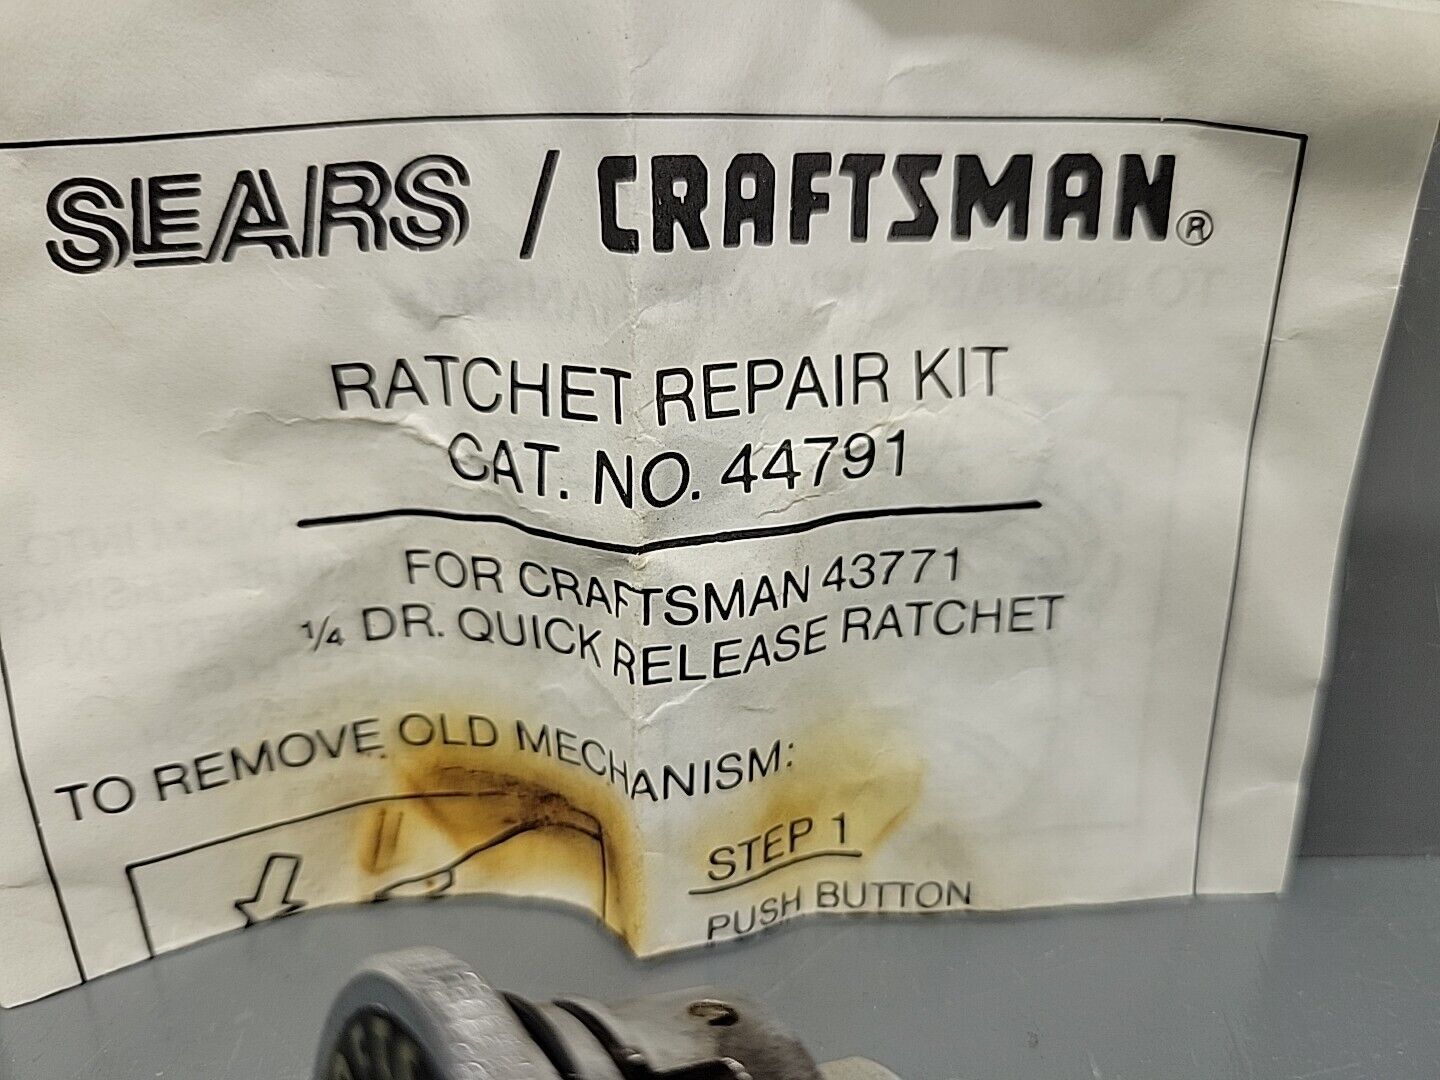 SEARS / CRAFTSMAN®
RATCHET REPAIR KIT
CAT. NO. 44791
FOR CRAFTSMAN 43771
1/4 DR. QUICK RELEASE RATCHET
TO REMOVE OLD MECHANISM:
STEP 1
PUSH BUTTON